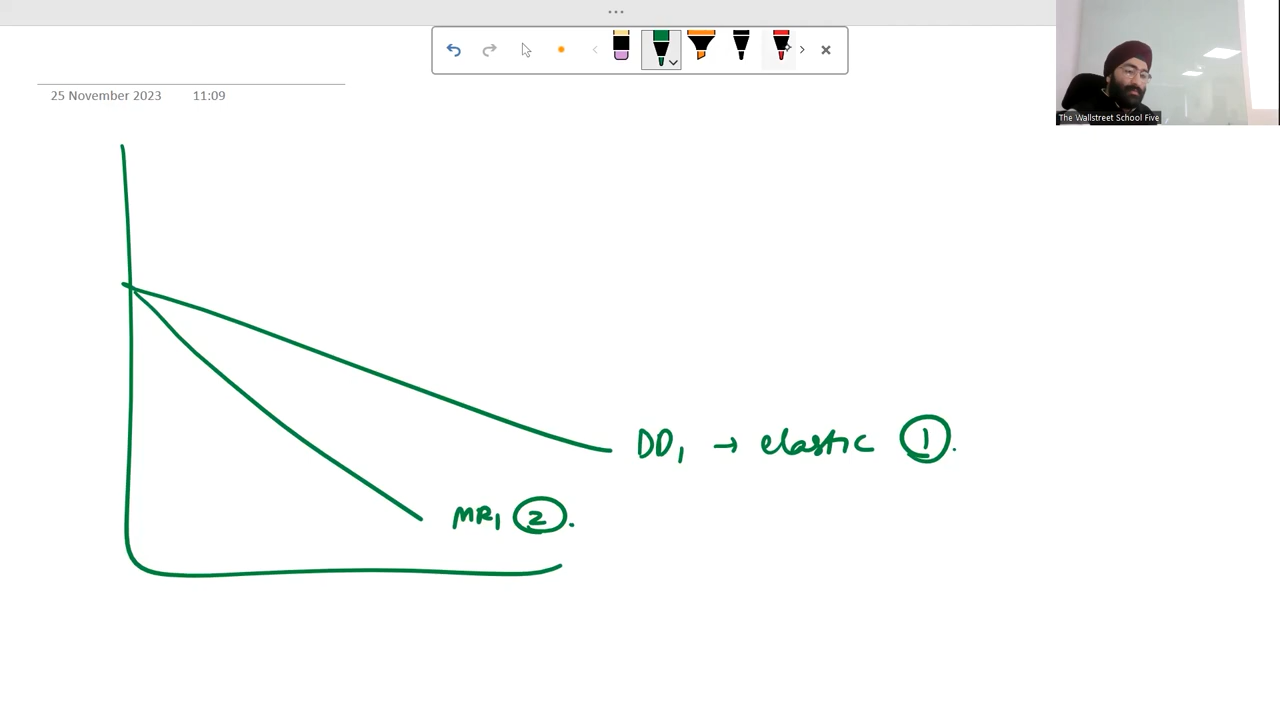 25 November 2023 11:09
The Wallstreet School Five
DD1 → elastic ①.
MR1 ②.